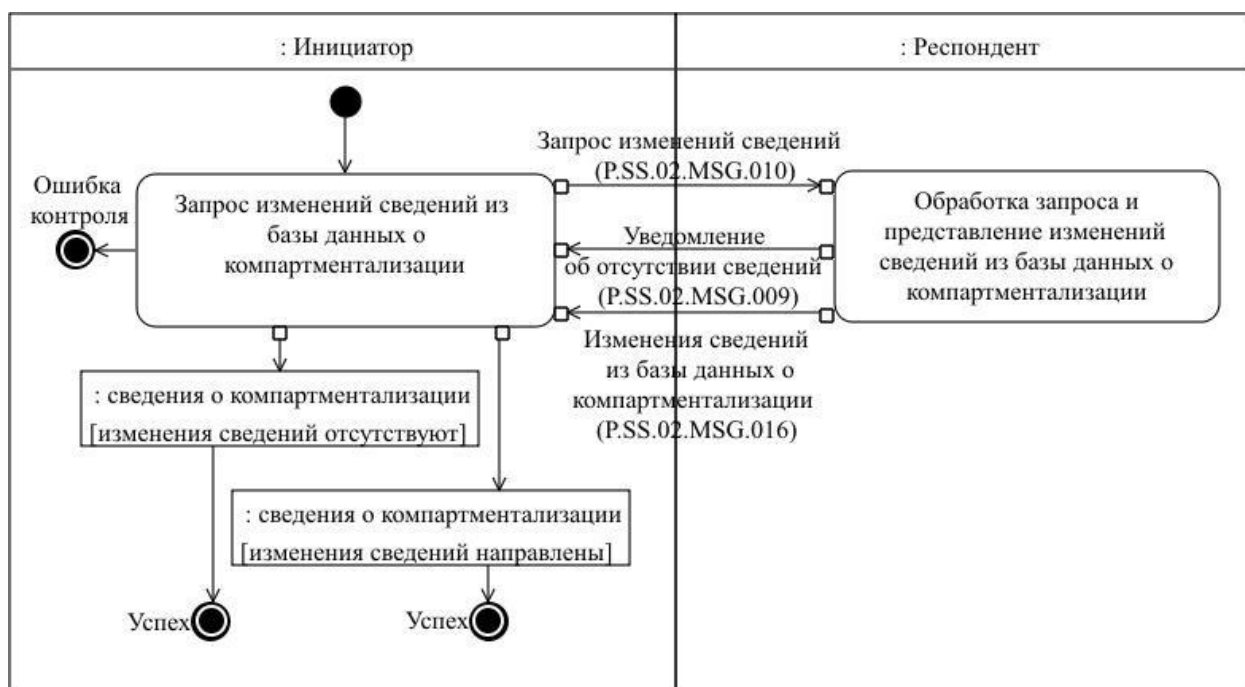 : Инициатор
: Респондент
Запрос изменений сведений
(P.SS.02.MSG.010)
Ошибка
контроля
Запрос изменений сведений из
базы данных о
компартментализации
Уведомление
об отсутствии сведений
(P.SS.02.MSG.009)
Обработка запроса и
представление изменений
сведений из базы данных о
компартментализации
Изменения сведений
из базы данных о
компартментализации
(P.SS.02.MSG.016)
: сведения о компартментализации
[изменения сведений отсутствуют]
: сведения о компартментализации
[изменения сведений направлены]
Успех
Успех